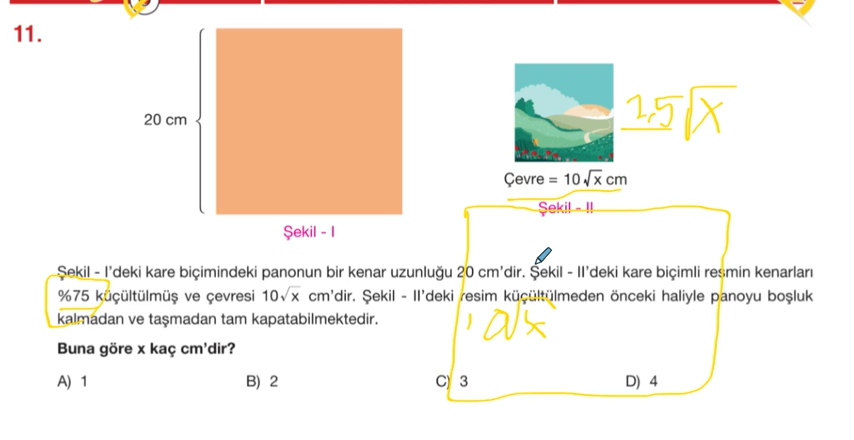 11.
20 cm
2,5√x
Çevre = 10√x cm
Şekil - II
Şekil - I
Şekil - I'deki kare biçimindeki panonun bir kenar uzunluğu 20 cm'dir. Şekil - II'deki kare biçimli resmin kenarları
%75 küçültülmüş ve çevresi 10√x cm'dir. Şekil - II'deki resim küçültülmeden önceki haliyle panoyu boşluk
kalmadan ve taşmadan tam kapatabilmektedir.
Buna göre x kaç cm'dir?
A) 1 B) 2 C) 3 D) 4